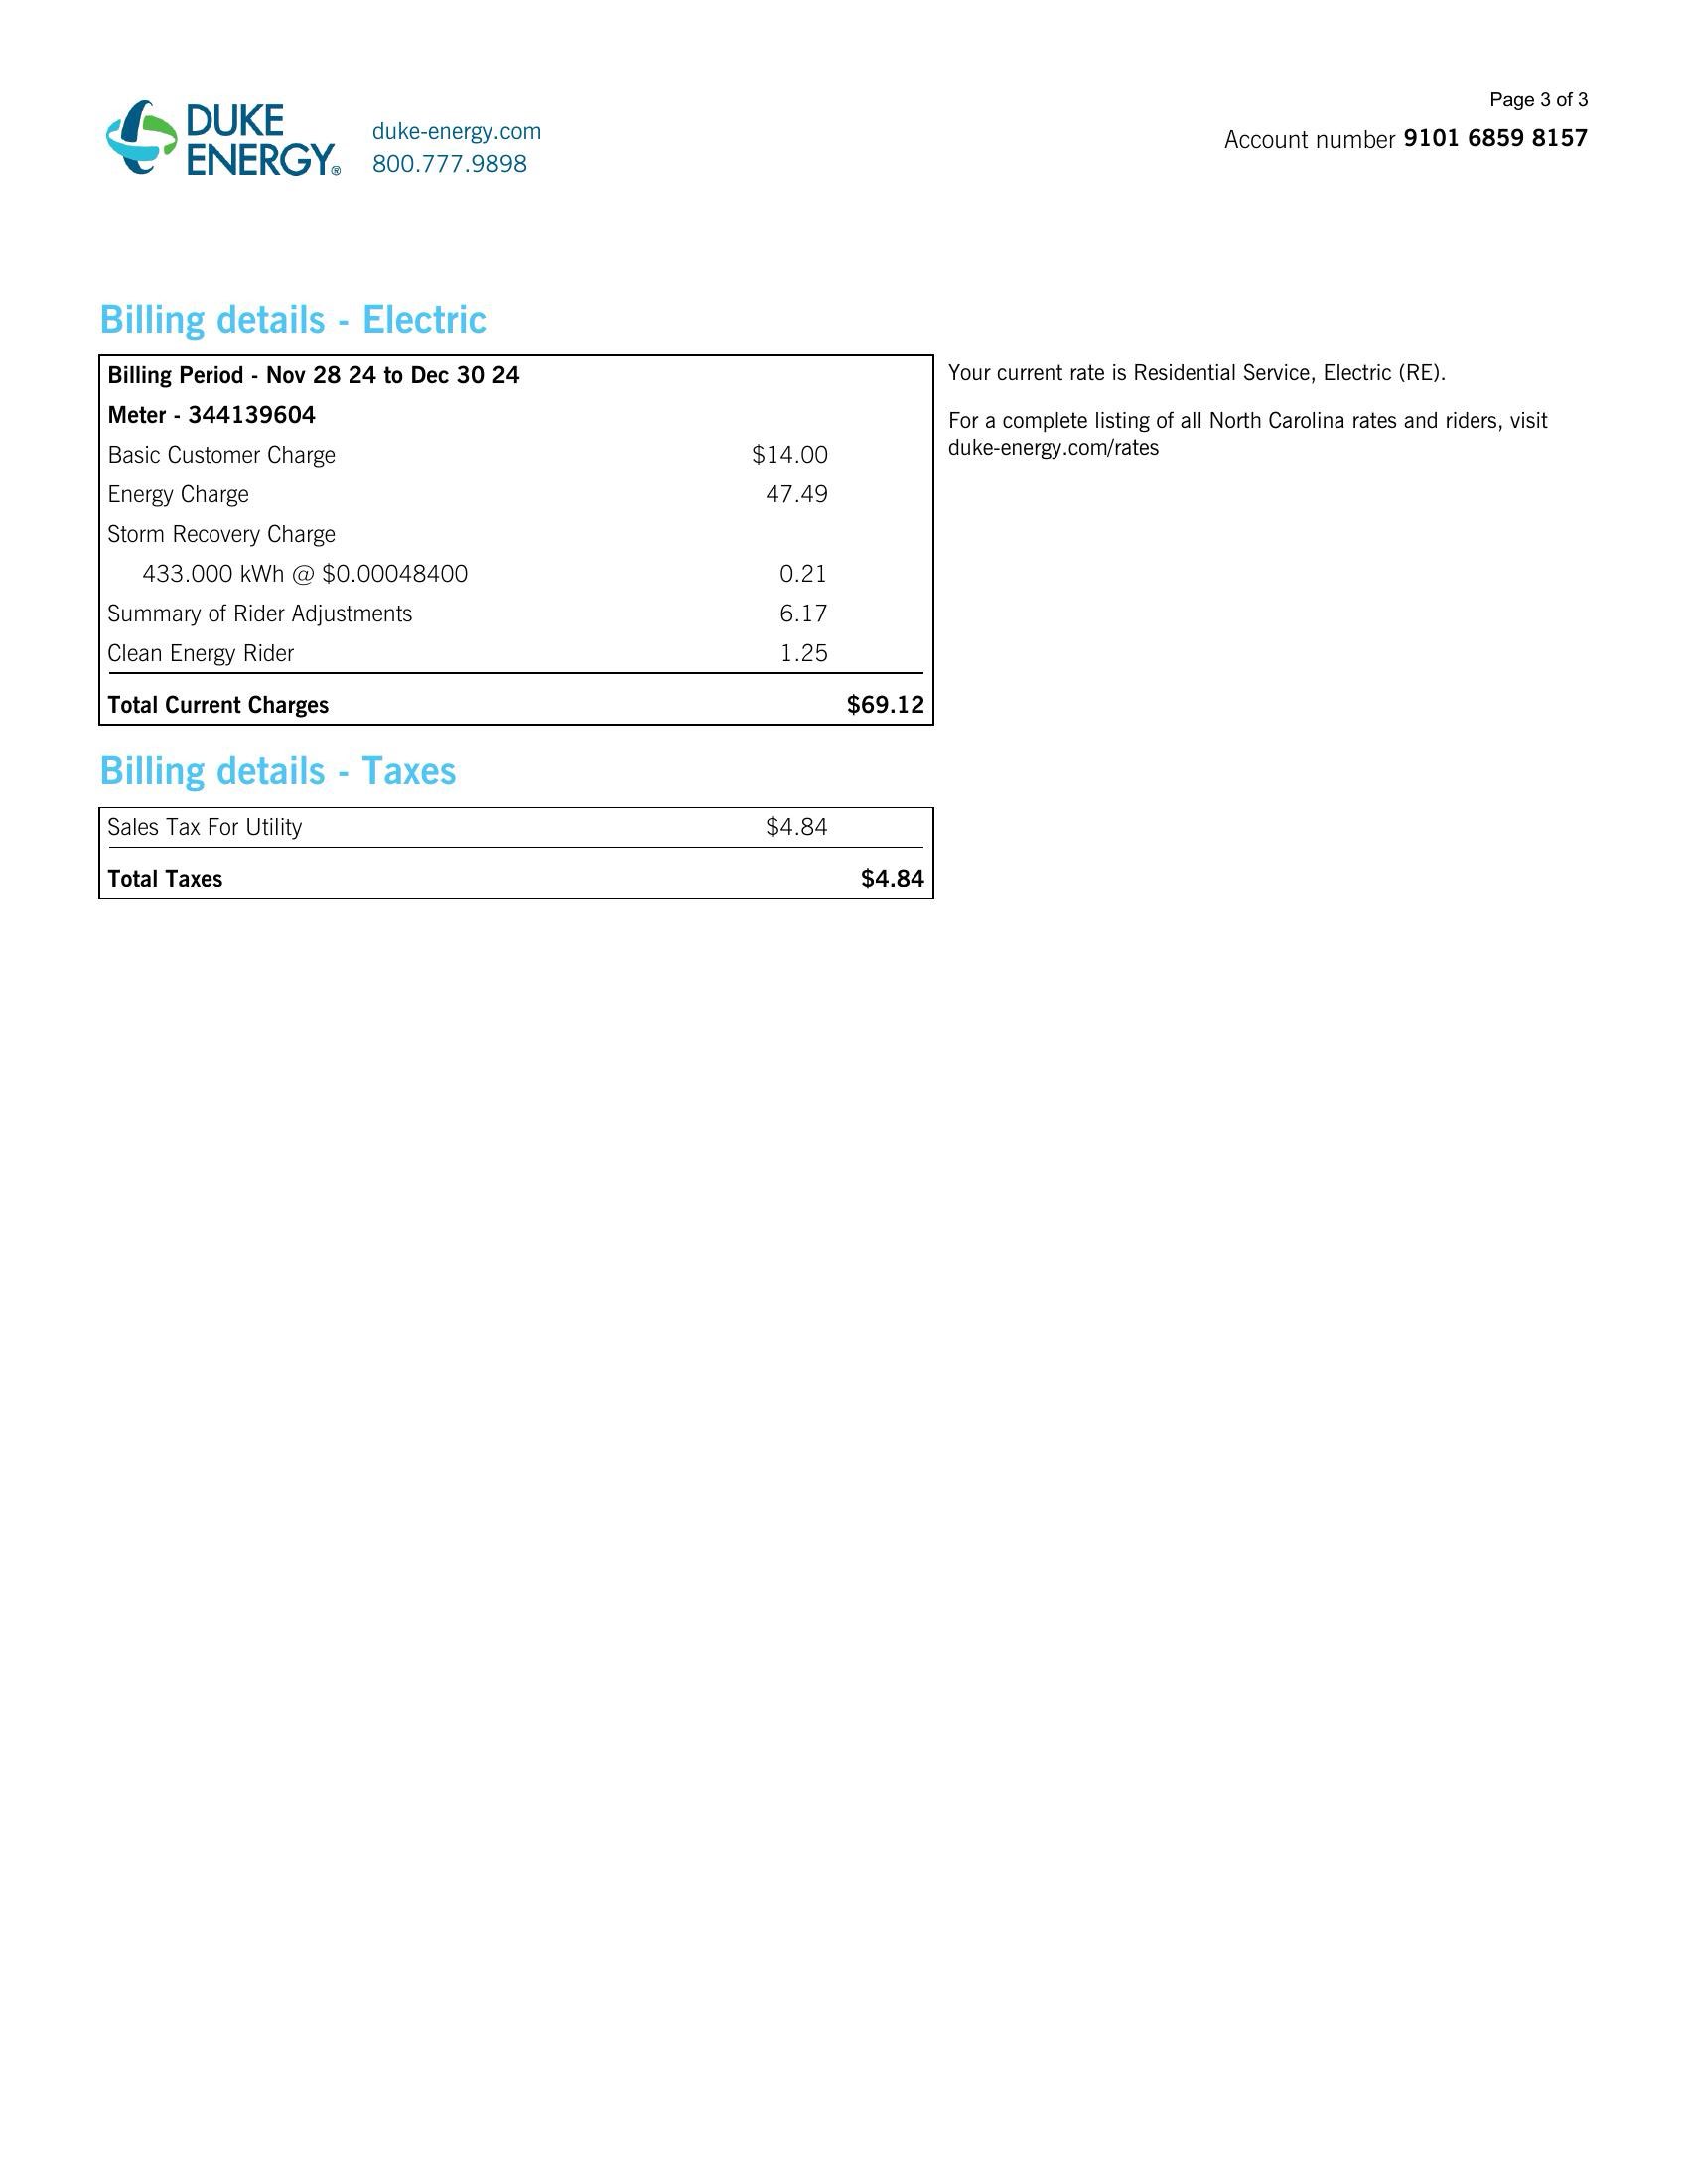 Page 3 of 3
DUKE
ENERGY®
duke-energy.com
800.777.9898
Account number 9101 6859 8157
Billing details - Electric
Billing Period - Nov 28 24 to Dec 30 24
Meter - 344139604
Basic Customer Charge $14.00
Energy Charge 47.49
Storm Recovery Charge
433.000 kWh @ $0.00048400 0.21
Summary of Rider Adjustments 6.17
Clean Energy Rider 1.25
Total Current Charges $69.12
Your current rate is Residential Service, Electric (RE).
For a complete listing of all North Carolina rates and riders, visit
duke-energy.com/rates
Billing details - Taxes
Sales Tax For Utility $4.84
Total Taxes $4.84